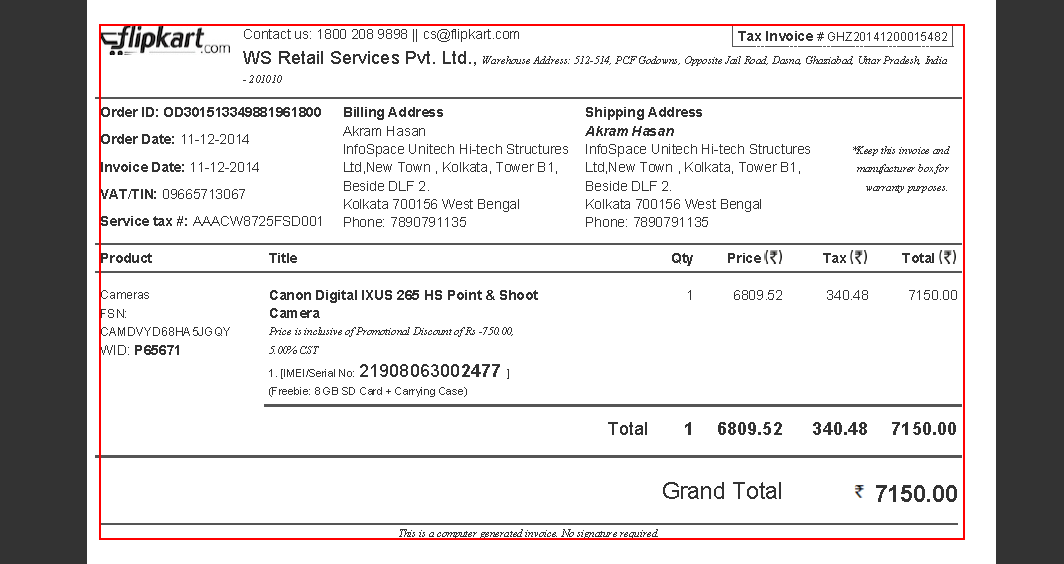 flipkart.com
Contact us: 1800 208 9898 || cs@flipkart.com
Tax Invoice # GHZ20141200015482
WS Retail Services Pvt. Ltd., Warehouse Address: 512-514, PCF Godowns, Opposite Jail Road, Dasna, Ghaziabad, Uttar Pradesh, India
- 201010
Order ID: OD301513349881961800
Order Date: 11-12-2014
Invoice Date: 11-12-2014
VAT/TIN: 09665713067
Service tax #: AAACW8725FSD001
Billing Address
Akram Hasan
InfoSpace Unitech Hi-tech Structures
Ltd,New Town , Kolkata, Tower B1,
Beside DLF 2.
Kolkata 700156 West Bengal
Phone: 7890791135
Shipping Address
Akram Hasan
InfoSpace Unitech Hi-tech Structures
Ltd,New Town , Kolkata, Tower B1,
Beside DLF 2.
Kolkata 700156 West Bengal
Phone: 7890791135
*Keep this invoice and
manufacturer box for
warranty purposes.
Product Title Qty Price (₹) Tax (₹) Total (₹)
Cameras
FSN:
CAMDVYD68HA5JGQY
WID: P65671
Canon Digital IXUS 265 HS Point & Shoot
Camera
Price is inclusive of Promotional Discount of Rs -750.00,
5.00% CST
1. [IMEI/Serial No: 21908063002477 ]
(Freebie: 8 GB SD Card + Carrying Case)
1 6809.52 340.48 7150.00
Total 1 6809.52 340.48 7150.00
Grand Total ₹ 7150.00
This is a computer generated invoice. No signature required.